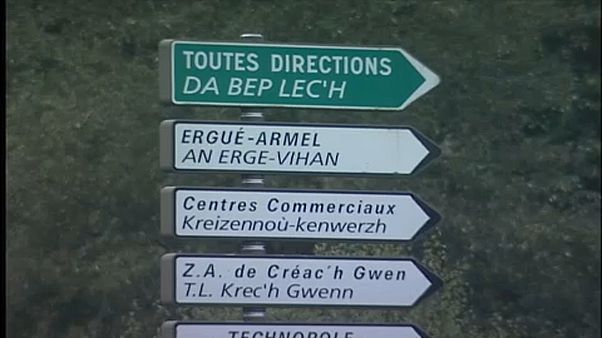 TOUTES DIRECTIONS
DA BEP LEC'H
ERGUÉ-ARMEL
AN ERGE-VIHAN
Centres Commerciaux
Kreizennoù-kenwerzh
Z.A. de Créac'h Gwen
T.L. Krec'h Gwenn
TECHNOPOLE